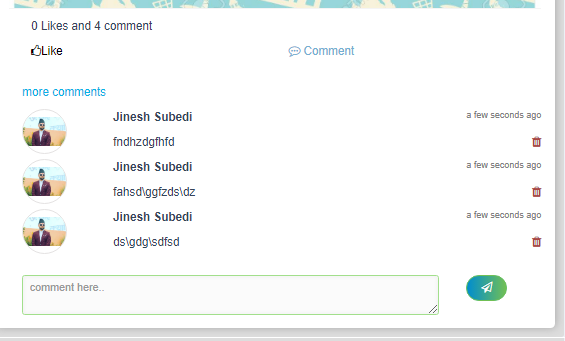 0 Likes and 4 comment
Like
Comment
more comments
Jinesh Subedi
a few seconds ago
fndhzdgfhfd
Jinesh Subedi
a few seconds ago
fahsd\ggfzds\dz
Jinesh Subedi
a few seconds ago
ds\gdg\sdfsd
comment here..